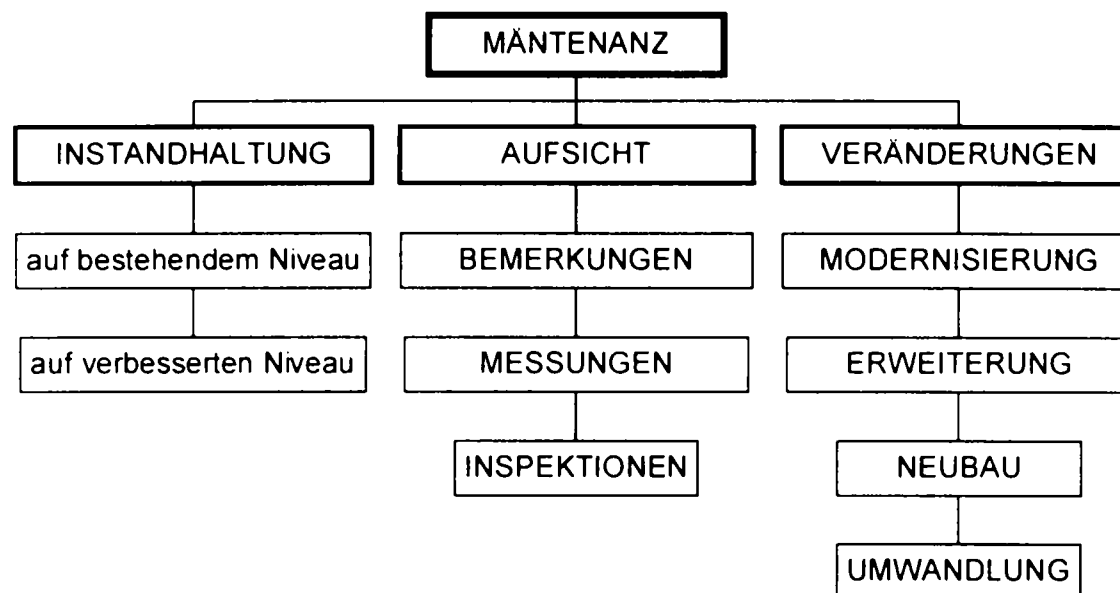 MÄNTENANZ
INSTANDHALTUNG
AUFSICHT
VERÄNDERUNGEN
auf bestehendem Niveau
BEMERKUNGEN
MODERNISIERUNG
auf verbesserten Niveau
MESSUNGEN
ERWEITERUNG
INSPEKTIONEN
NEUBAU
UMWANDLUNG